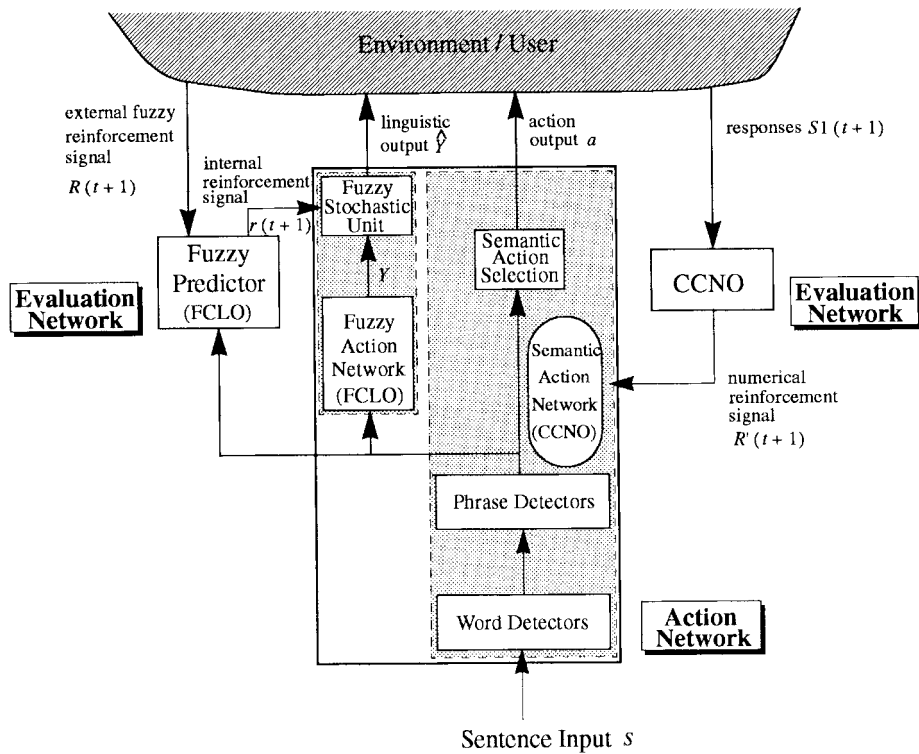 Environment / User
external fuzzy
reinforcement
signal
R (t+1)
internal
reinforcement
signal
r (t+1)
linguistic
output Ŷ
action
output a
responses S1 (t+1)
Fuzzy
Stochastic
Unit
Fuzzy
Predictor
(FCLO)
Y
Semantic
Action
Selection
CCNO
Evaluation
Network
Evaluation
Network
Fuzzy
Action
Network
(FCLO)
Semantic
Action
Network
(CCNO)
numerical
reinforcement
signal
R' (t+1)
Phrase Detectors
Word Detectors
Action
Network
Sentence Input s